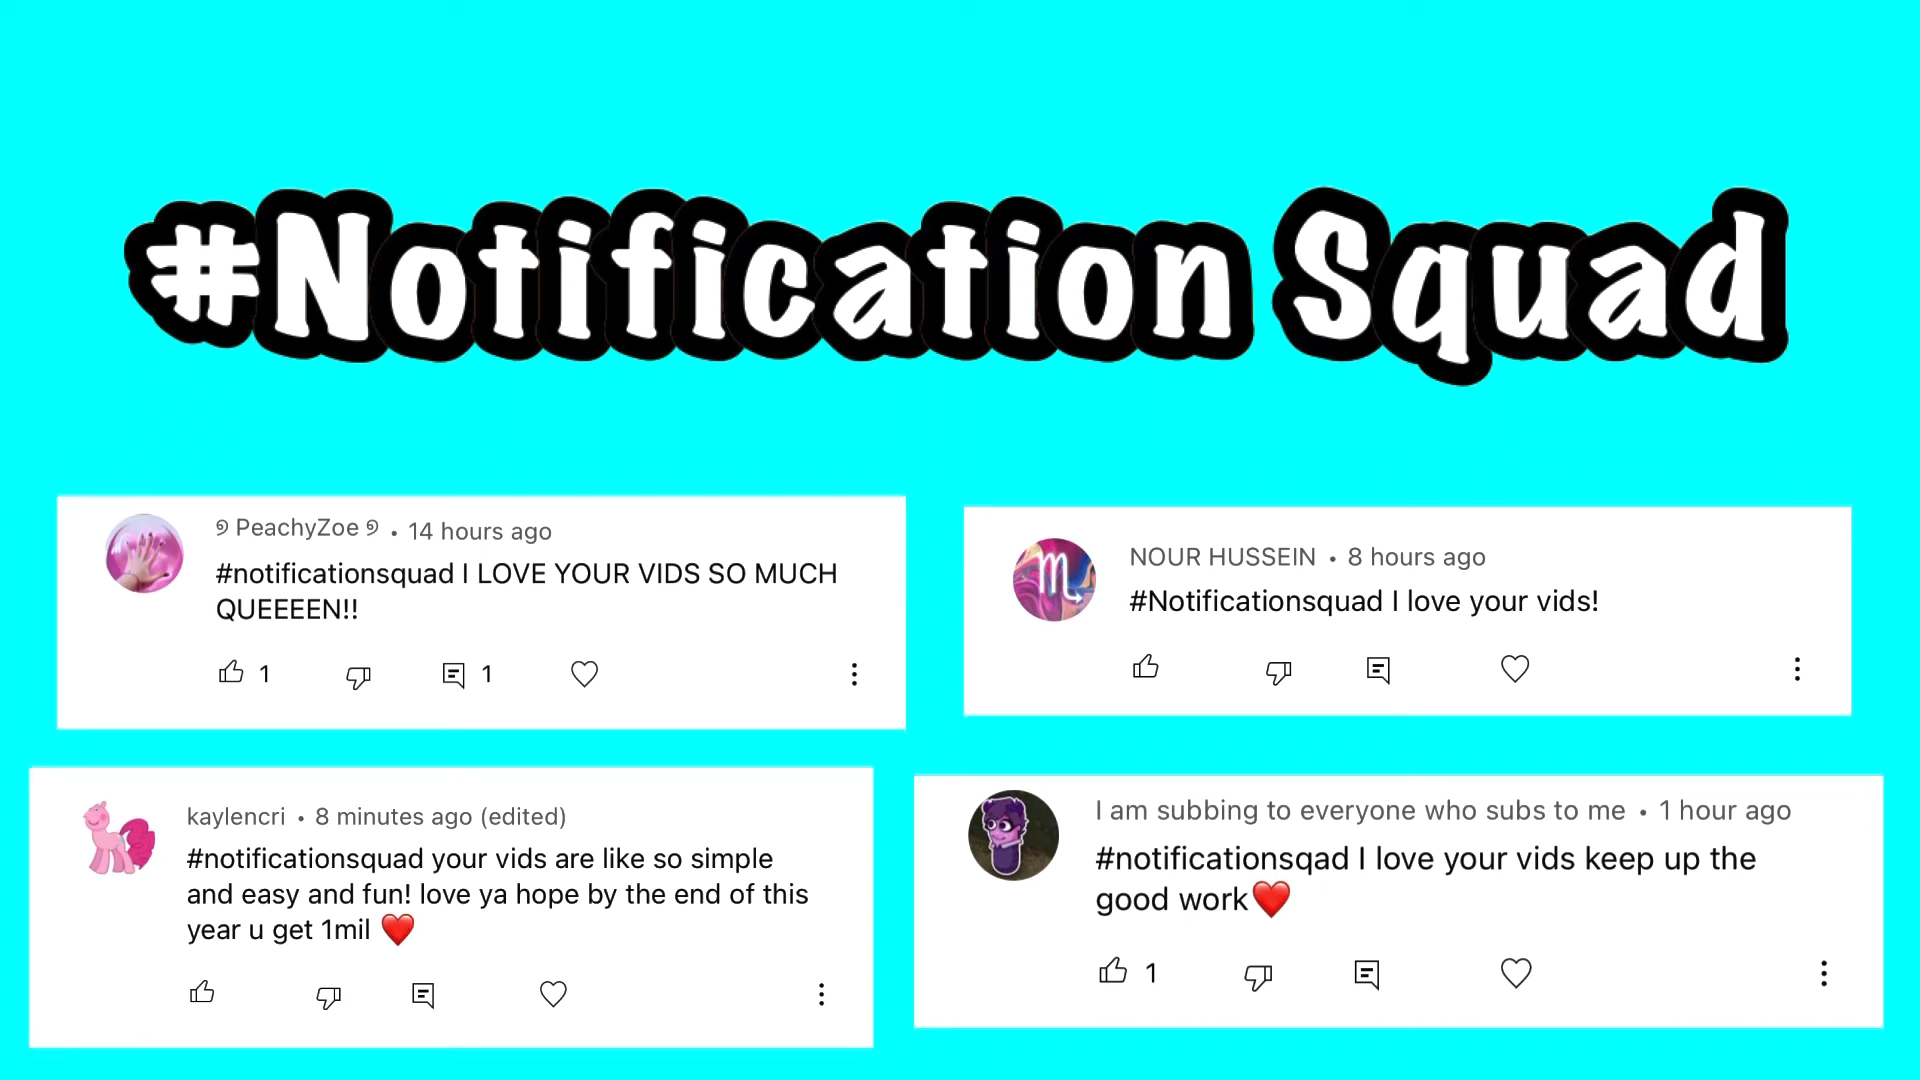 #Notification Squad
୨ PeachyZoe ୨ • 14 hours ago
#notificationsquad I LOVE YOUR VIDS SO MUCH
QUEEEEN!!
1 1
NOUR HUSSEIN • 8 hours ago
#Notificationsquad I love your vids!
kaylencri • 8 minutes ago (edited)
#notificationsquad your vids are like so simple
and easy and fun! love ya hope by the end of this
year u get 1mil ❤️
I am subbing to everyone who subs to me • 1 hour ago
#notificationsqad I love your vids keep up the
good work❤️
1